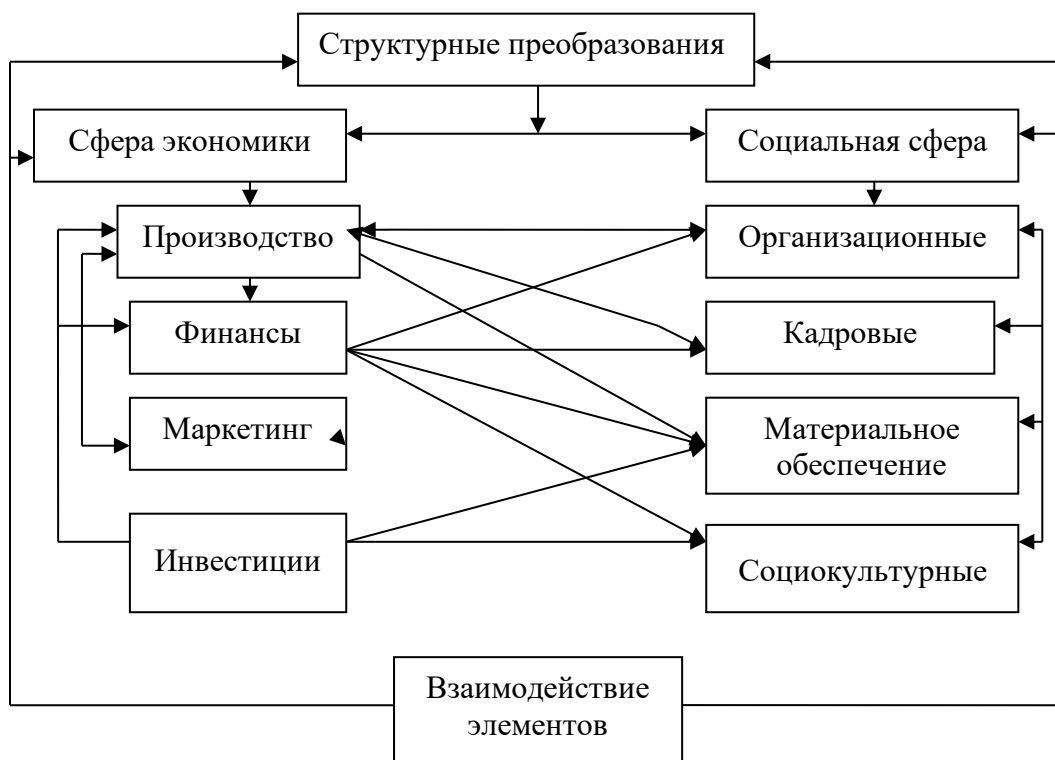 Структурные преобразования
Сфера экономики
Социальная сфера
Производство
Организационные
Финансы
Кадровые
Маркетинг
Материальное
обеспечение
Инвестиции
Социокультурные
Взаимодействие
элементов